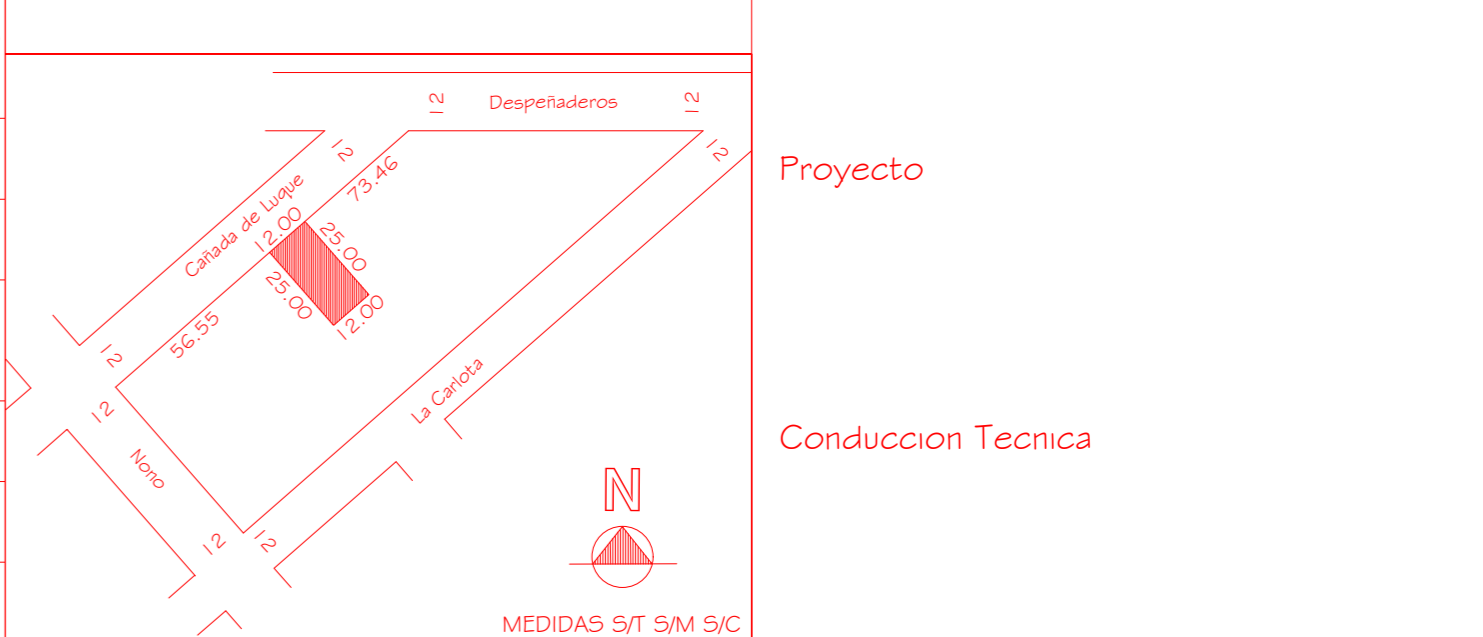 12
Despeñaderos
12
12
12
73.46
Proyecto
Cañada de Luque
12.00
25.00
25.00
12.00
56.55
12
La Carlota
12
Nono
Conduccion Tecnica
N
12
12
MEDIDAS S/T S/M S/C